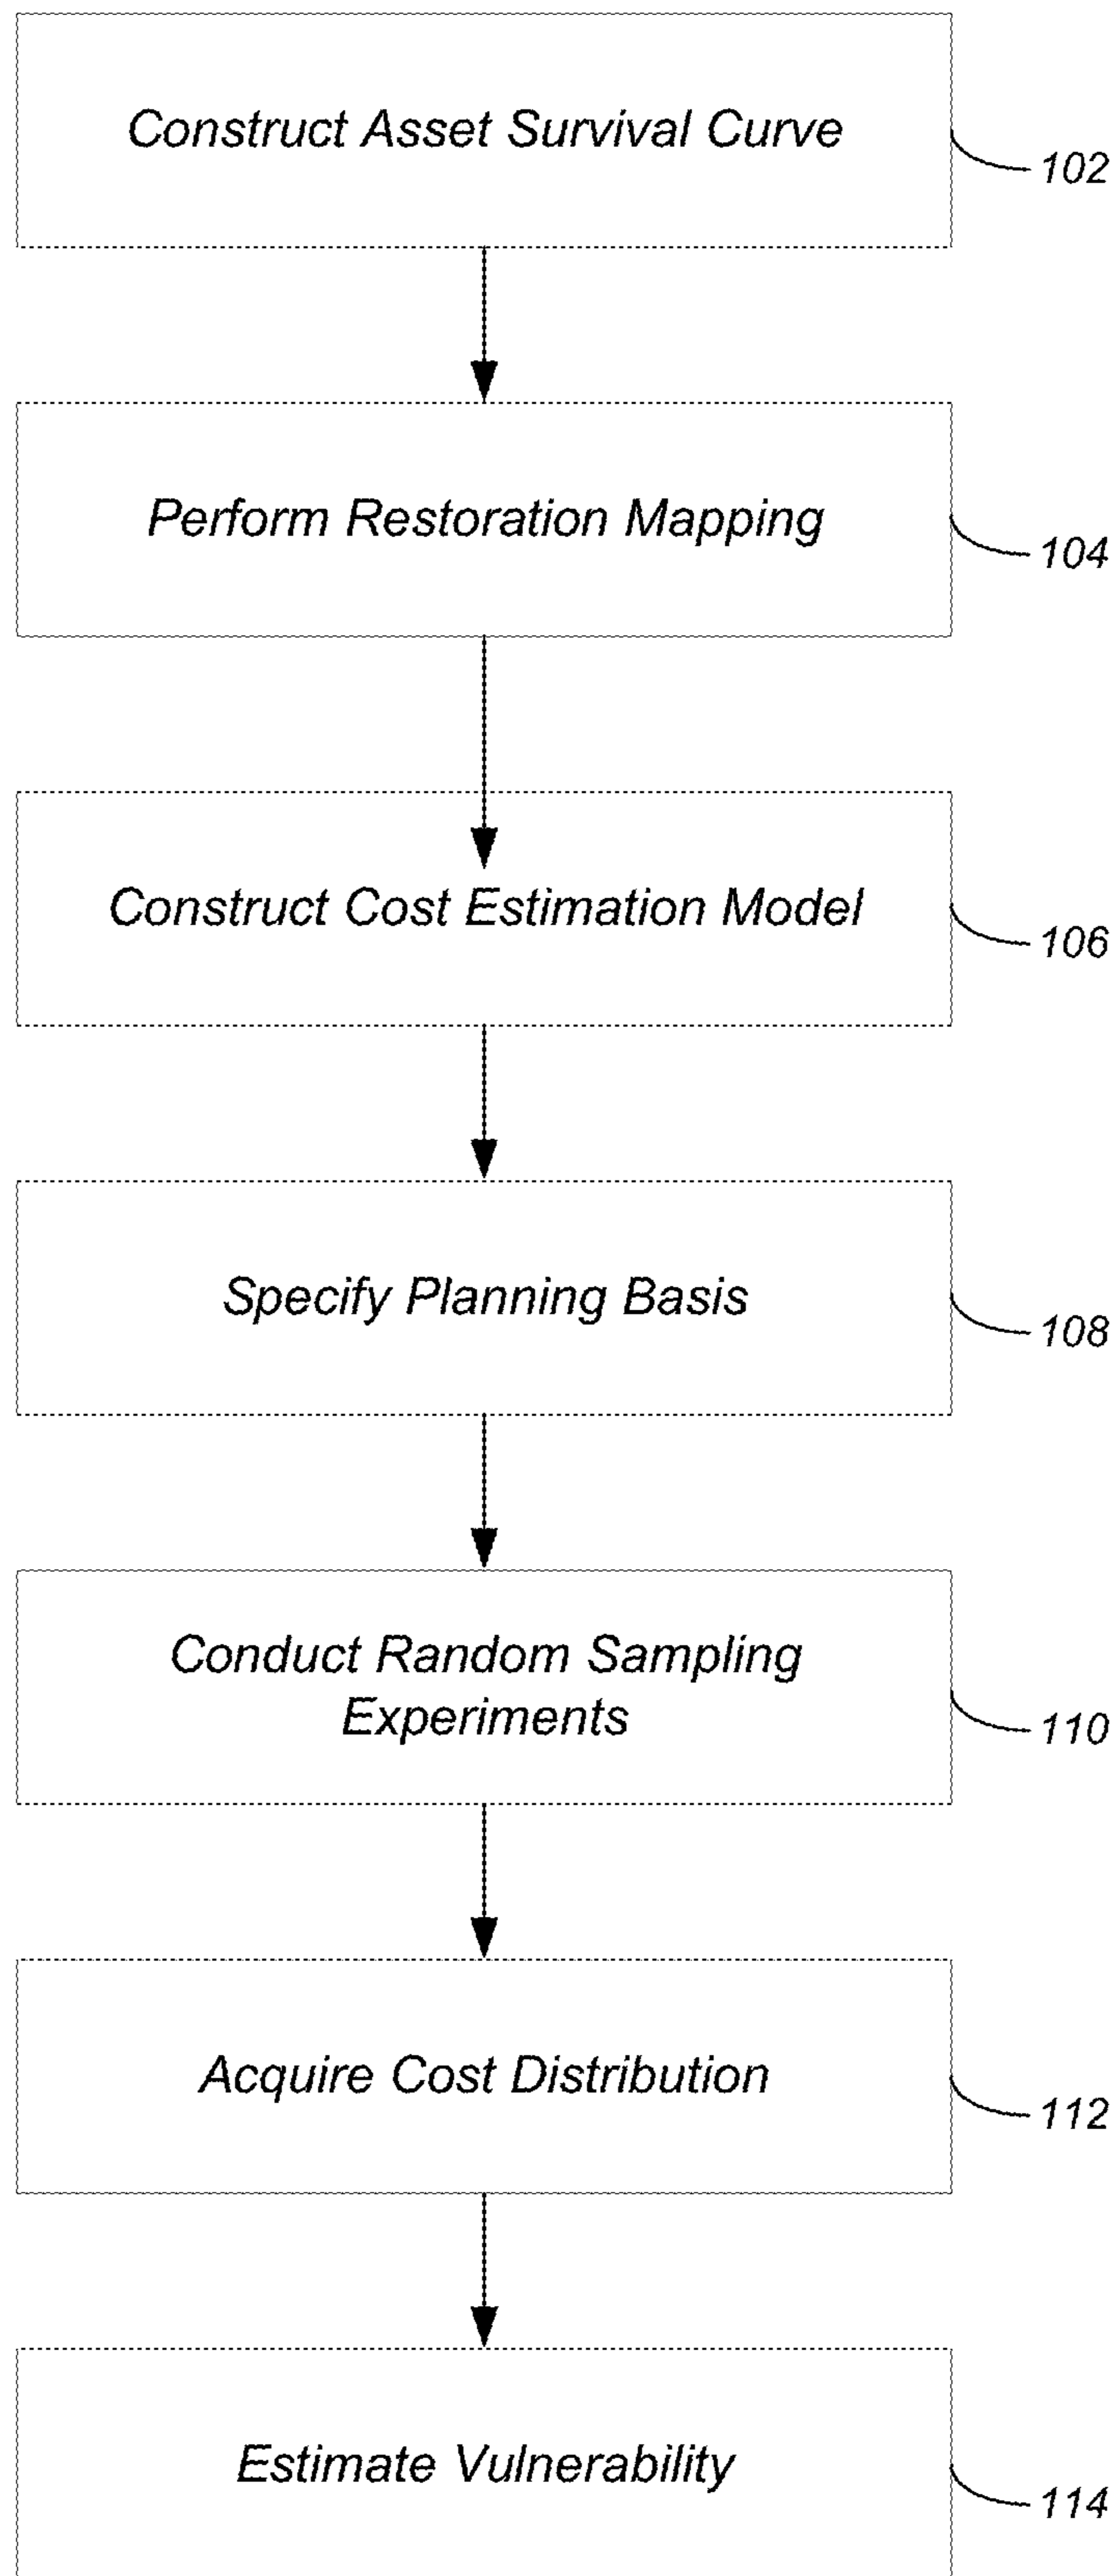 Construct Asset Survival Curve
102
Perform Restoration Mapping
104
Construct Cost Estimation Model
106
Specify Planning Basis
108
Conduct Random Sampling
Experiments
110
Acquire Cost Distribution
112
Estimate Vulnerability
114